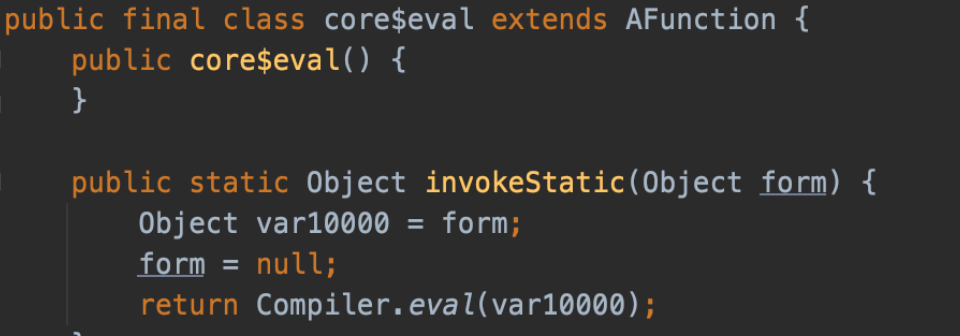 public final class core$eval extends AFunction {
    public core$eval() {
    }

    public static Object invokeStatic(Object form) {
        Object var10000 = form;
        form = null;
        return Compiler.eval(var10000);
    }